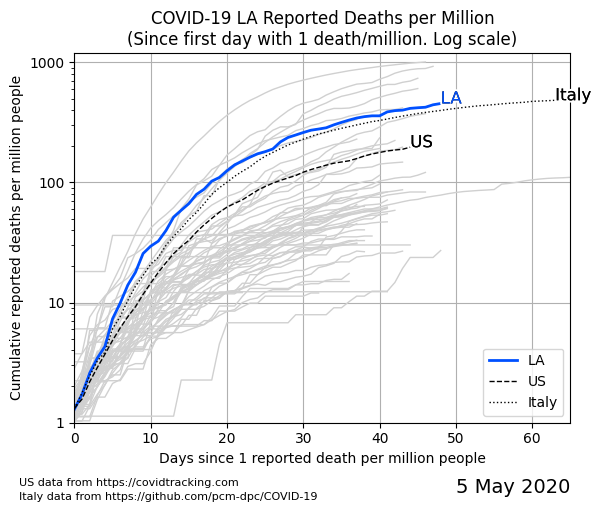 COVID-19 LA Reported Deaths per Million
(Since first day with 1 death/million. Log scale)
Cumulative reported deaths per million people
1000
100
10
1
LA
Italy
US
LA
US
Italy
0 10 20 30 40 50 60
Days since 1 reported death per million people
US data from https://covidtracking.com
Italy data from https://github.com/pcm-dpc/COVID-19
5 May 2020